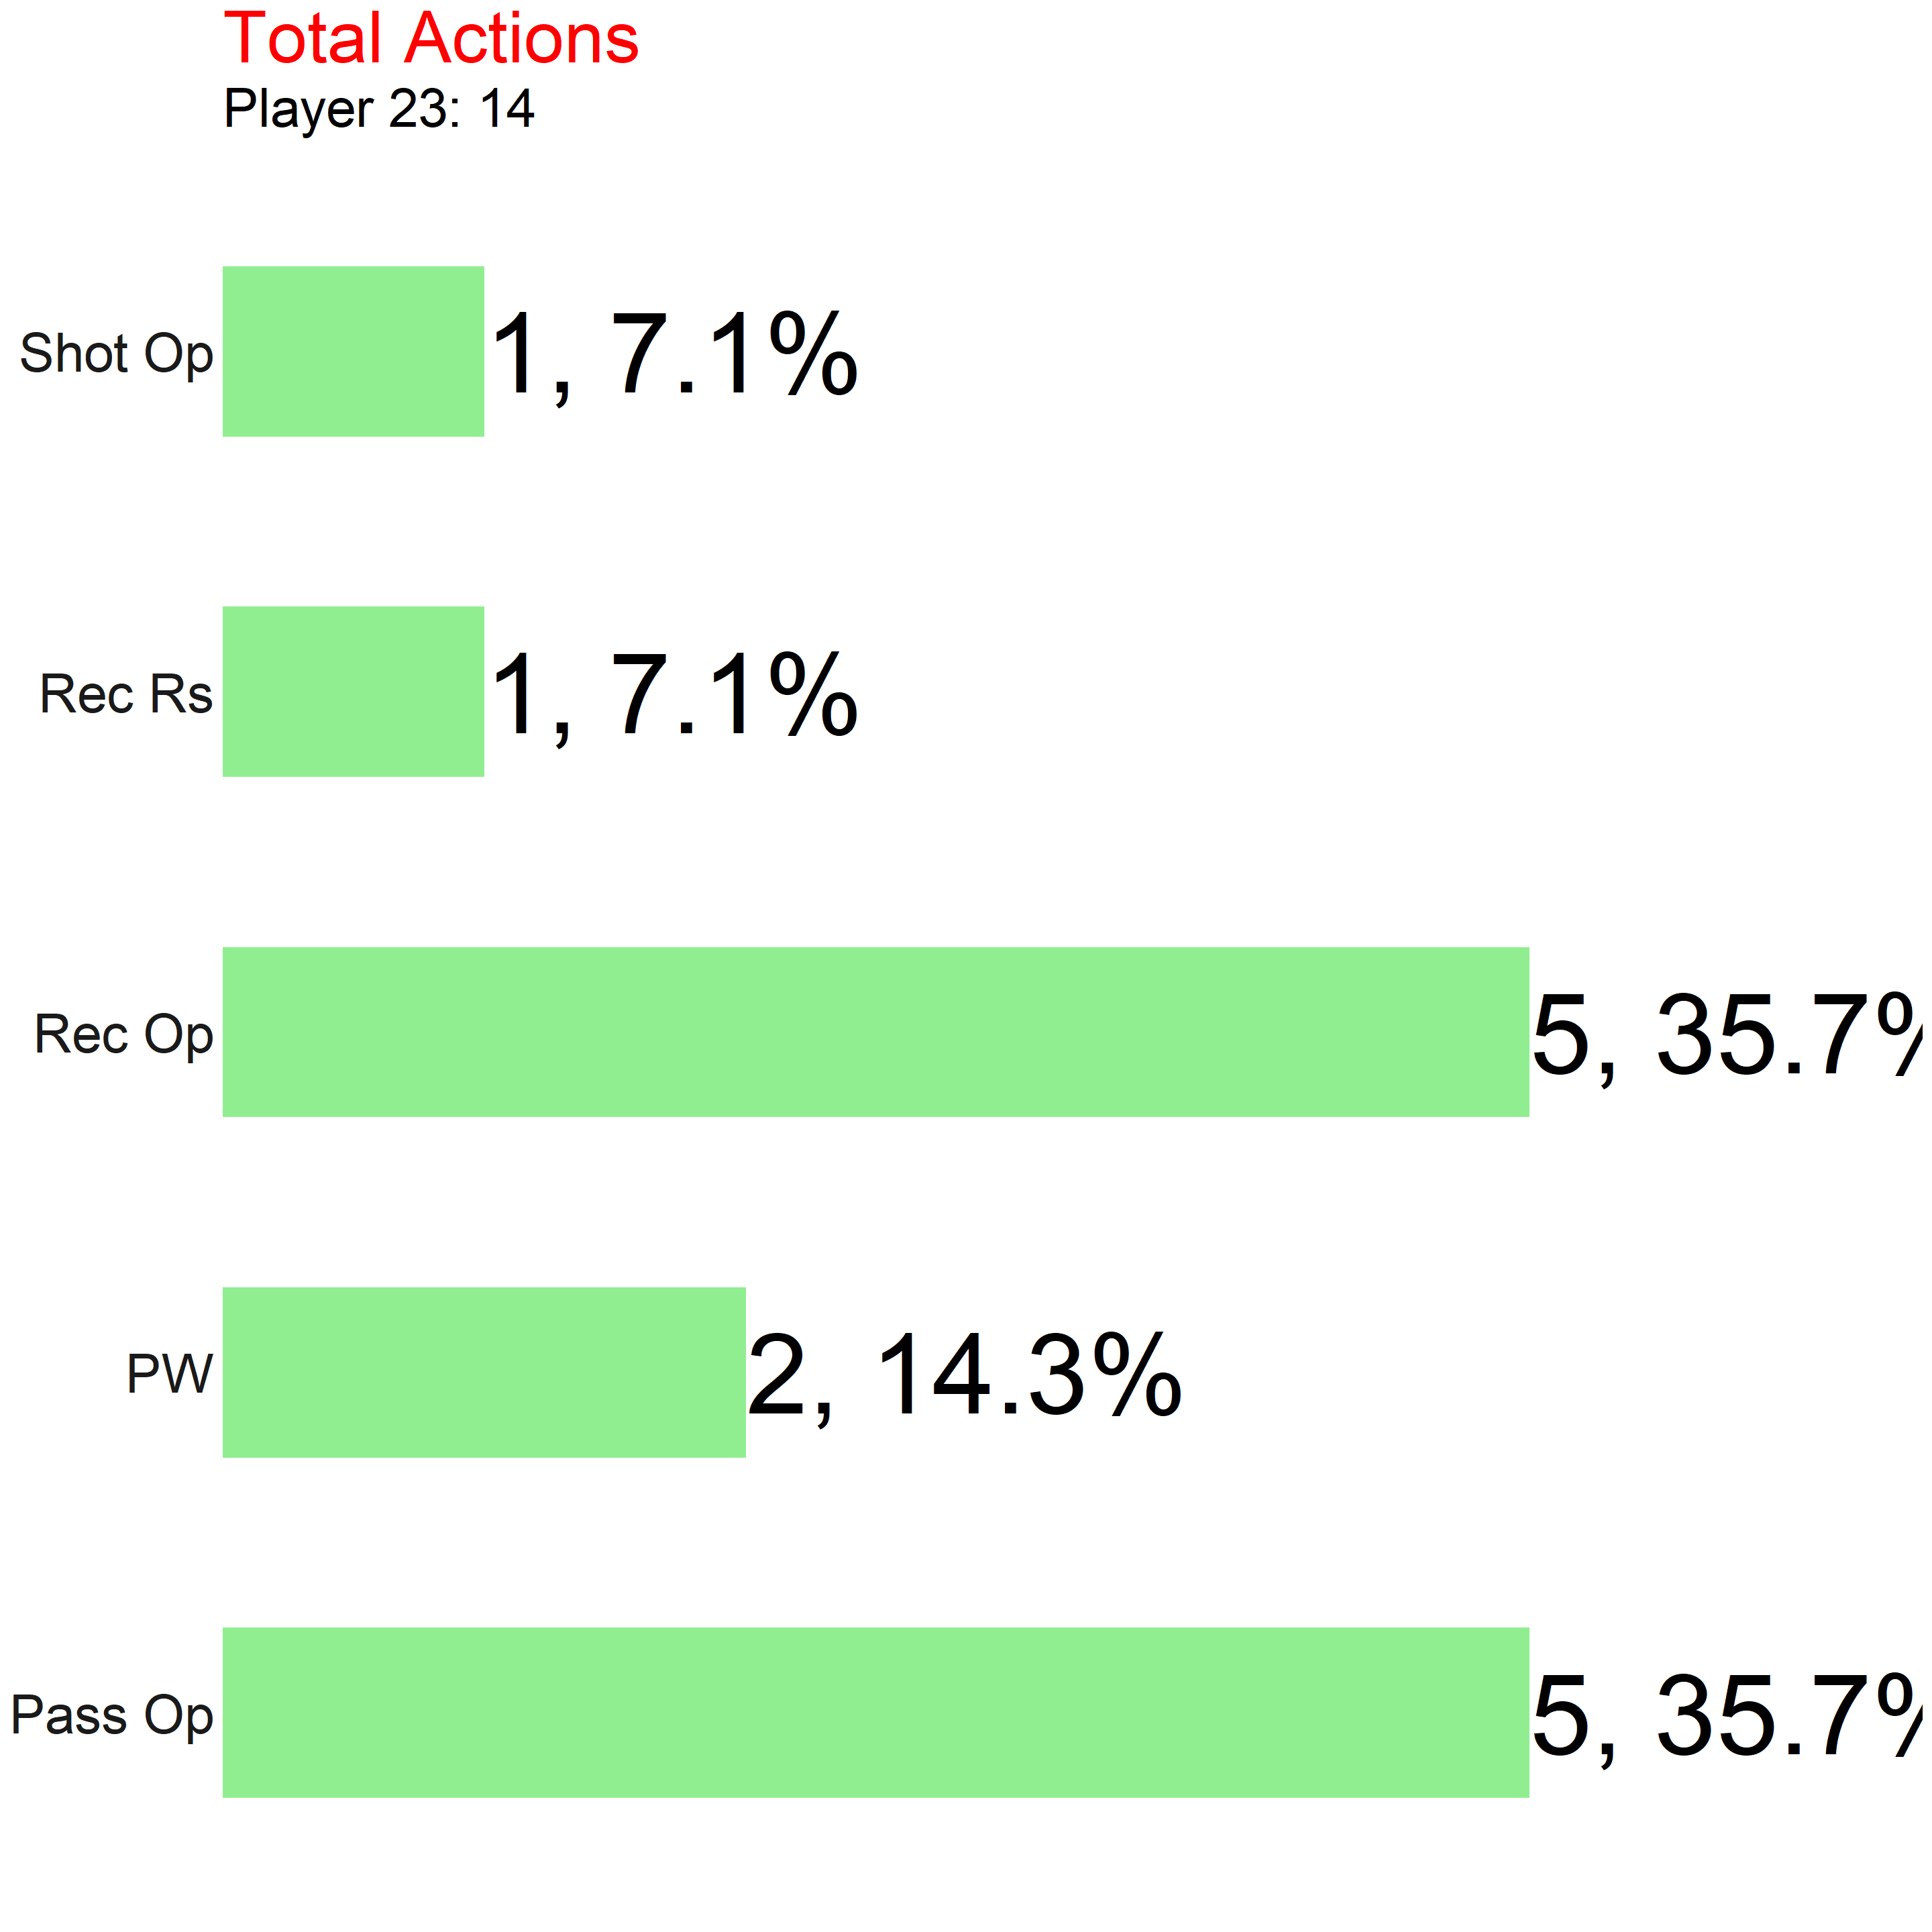 Total Actions
Player 23: 14
Shot Op 1, 7.1%
Rec Rs 1, 7.1%
Rec Op 5, 35.7%
PW 2, 14.3%
Pass Op 5, 35.7%